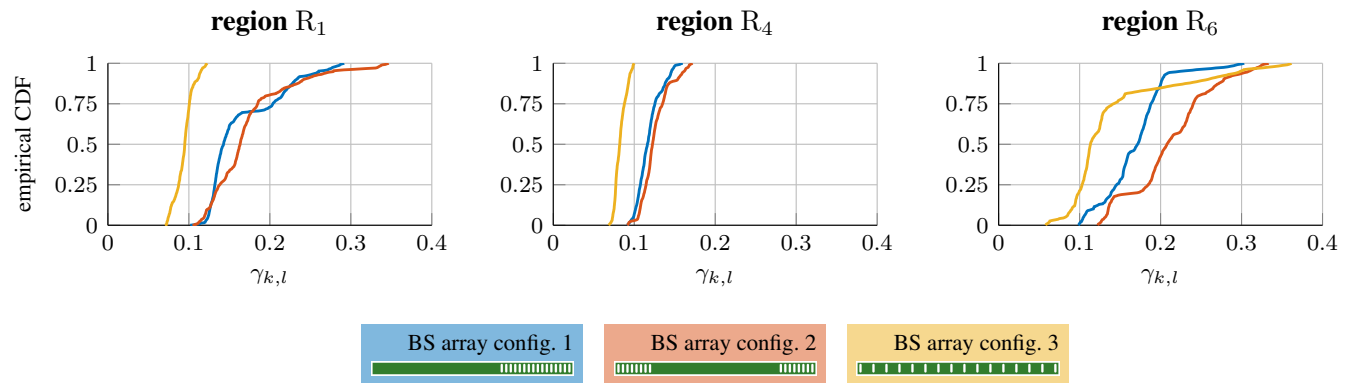 region R₁ region R₄ region R₆
empirical CDF
1
0.75
0.5
0.25
0
0 0.1 0.2 0.3 0.4
γₖ,ₗ
1
0.75
0.5
0.25
0
0 0.1 0.2 0.3 0.4
γₖ,ₗ
1
0.75
0.5
0.25
0
0 0.1 0.2 0.3 0.4
γₖ,ₗ
BS array config. 1 BS array config. 2 BS array config. 3